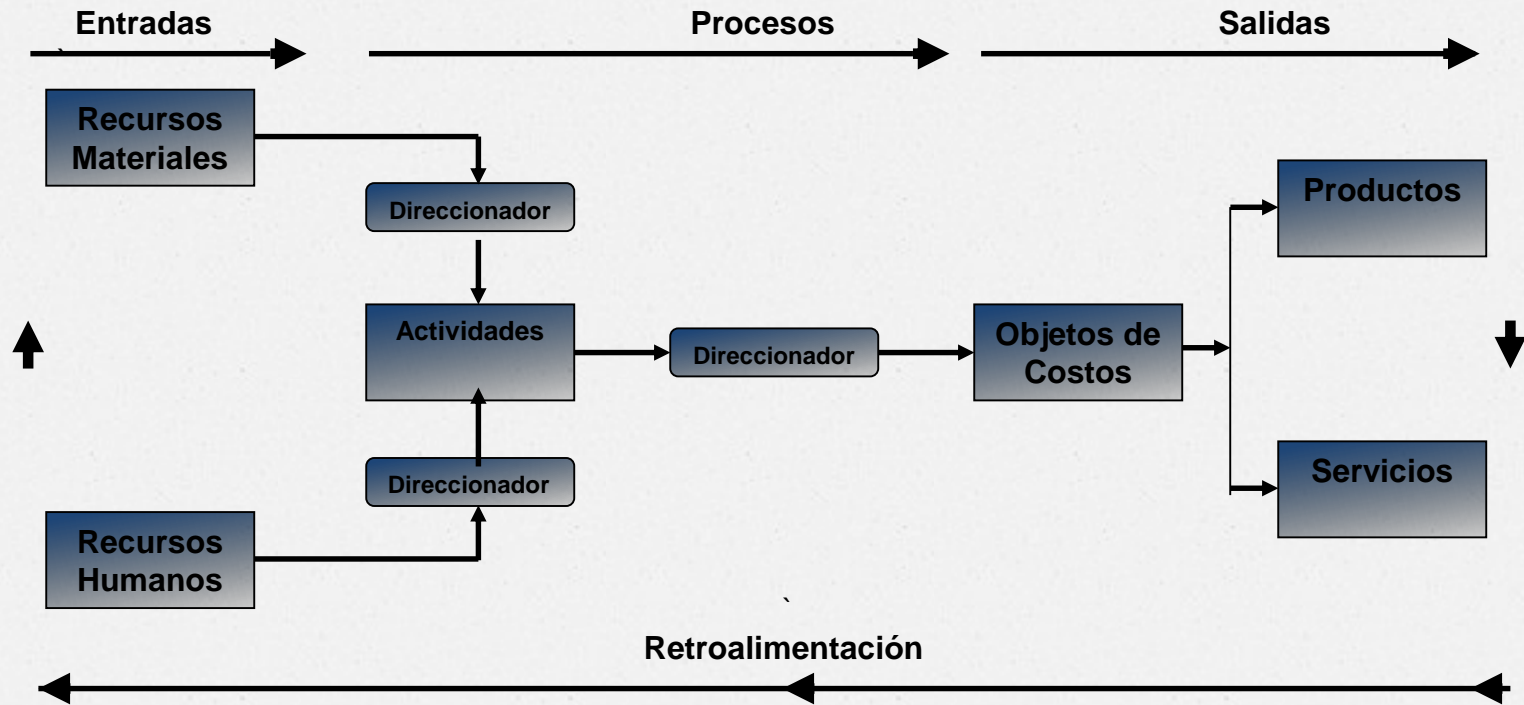 Entradas
Procesos
Salidas
Recursos
Materiales
Direccionador
Productos
Actividades
Direccionador
Objetos de
Costos
Direccionador
Servicios
Recursos
Humanos
Retroalimentación